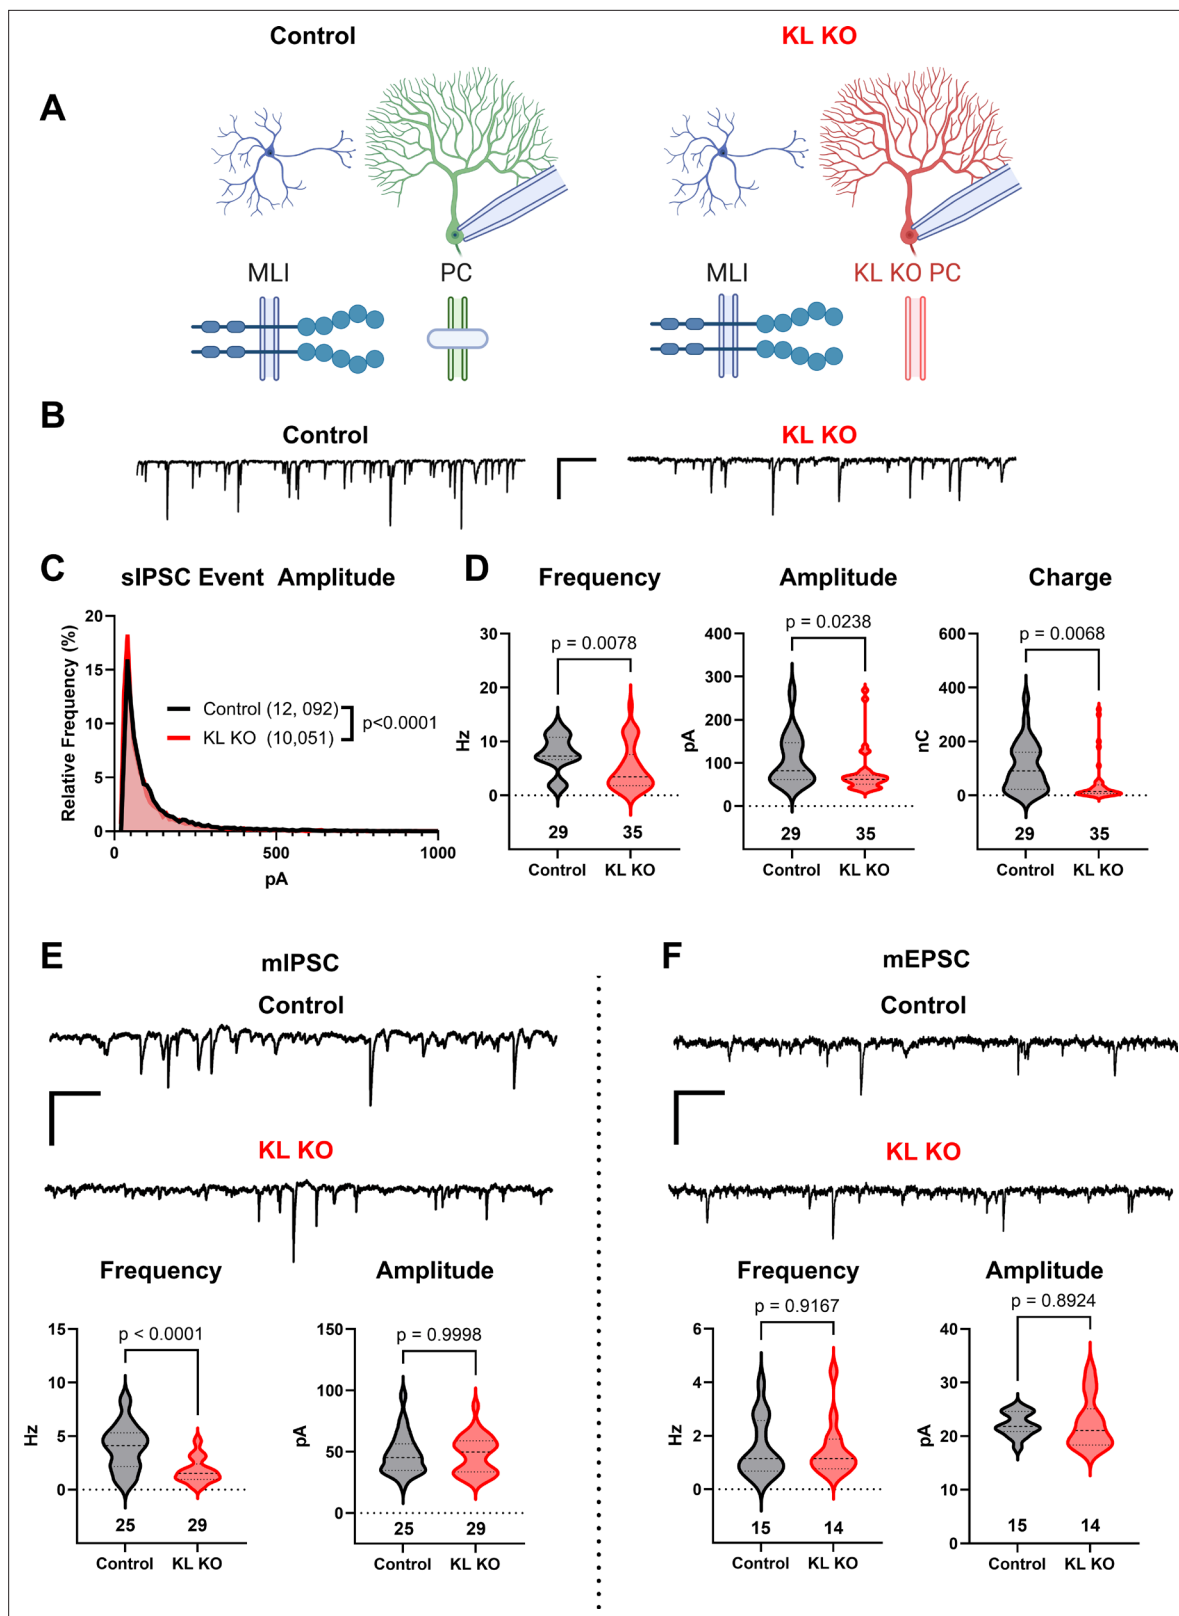 Control
KL KO
A
MLI
PC
MLI
KL KO PC
B
Control
KL KO
C
sIPSC Event Amplitude
Relative Frequency (%)
20
15
10
5
0
0
500
1000
pA
Control (12, 092)
KL KO (10,051)
p<0.0001
D
Frequency
p = 0.0078
Hz
30
20
10
0
29
35
Control
KL KO
Amplitude
p = 0.0238
pA
400
300
200
100
0
29
35
Control
KL KO
Charge
p = 0.0068
nC
600
400
200
0
29
35
Control
KL KO
E
mIPSC
Control
KL KO
Frequency
p < 0.0001
Hz
15
10
5
0
25
29
Control
KL KO
Amplitude
p = 0.9998
pA
150
100
50
0
25
29
Control
KL KO
F
mEPSC
Control
KL KO
Frequency
p = 0.9167
Hz
6
4
2
0
15
14
Control
KL KO
Amplitude
p = 0.8924
pA
40
30
20
10
0
15
14
Control
KL KO